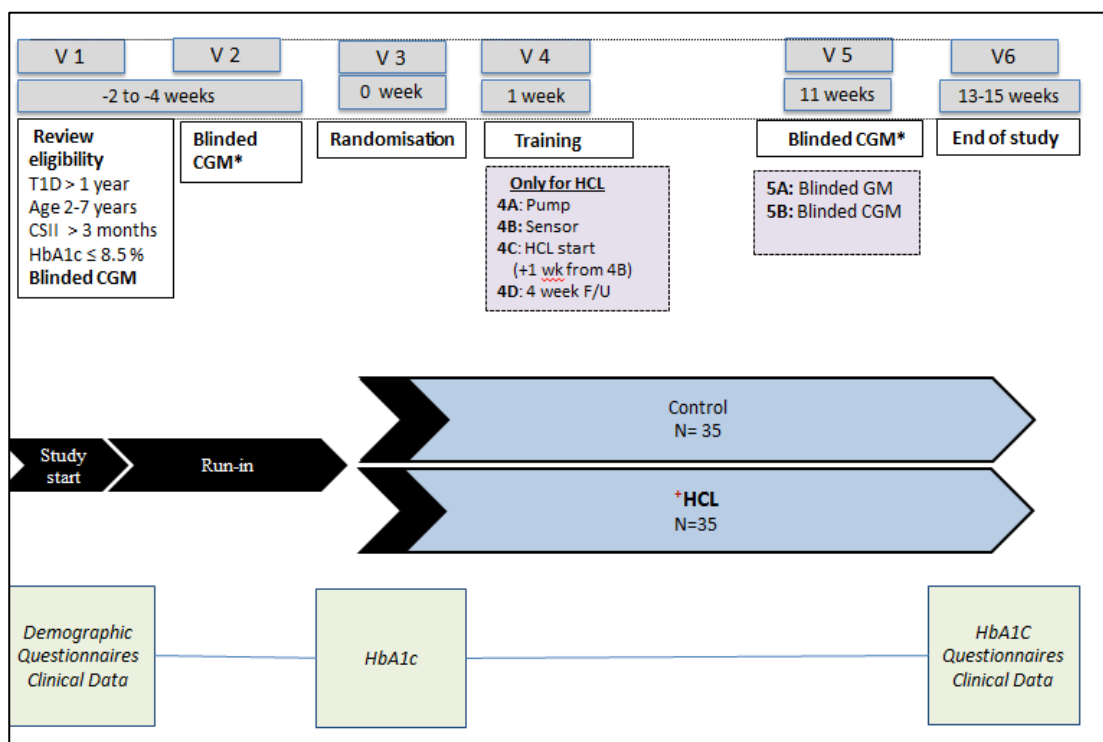 V 1
V 2
V 3
V 4
V 5
V6
-2 to -4 weeks
0 week
1 week
11 weeks
13-15 weeks
Review
eligibility
T1D > 1 year
Age 2-7 years
CSII > 3 months
HbA1c ≤ 8.5 %
Blinded CGM
Blinded
CGM*
Randomisation
Training
Only for HCL
4A: Pump
4B: Sensor
4C: HCL start
(+1 wk from 4B)
4D: 4 week F/U
Blinded CGM*
5A: Blinded GM
5B: Blinded CGM
End of study
Study
start
Run-in
Control
N= 35
+HCL
N=35
Demographic
Questionnaires
Clinical Data
HbA1c
HbA1C
Questionnaires
Clinical Data